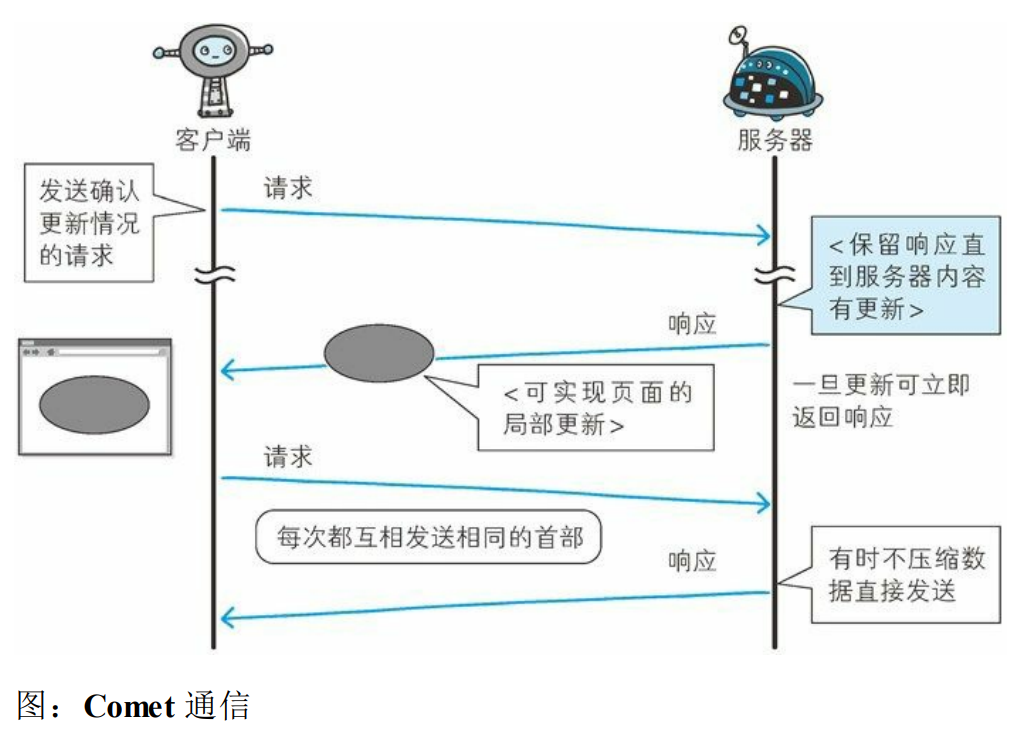 客户端
服务器
发送确认
更新情况
的请求
请求
<保留响应直
到服务器内容
有更新>
响应
<可实现页面的
局部更新>
一旦更新可立即
返回响应
请求
每次都互相发送相同的首部
响应
有时不压缩数
据直接发送
图：Comet 通信